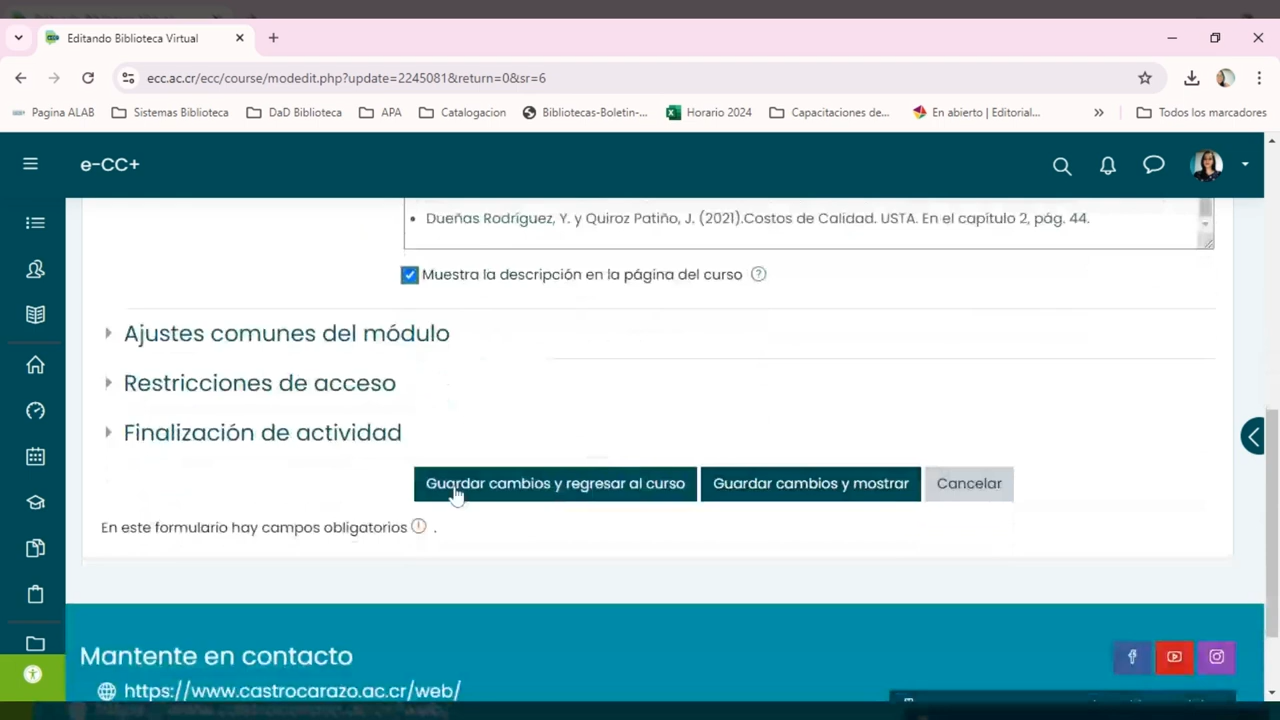 Editando Biblioteca Virtual
ecc.ac.cr/ecc/course/modedit.php?update=2245081&return=0&sr=6
Pagina ALAB
Sistemas Biblioteca
DaD Biblioteca
APA
Catalogacion
Bibliotecas-Boletin-...
Horario 2024
Capacitaciones de...
En abierto | Editorial...
»
Todos los marcadores
e-CC+
• Dueñas Rodríguez, Y. y Quiroz Patiño, J. (2021).Costos de Calidad. USTA. En el capítulo 2, pág. 44.
Muestra la descripción en la página del curso
Ajustes comunes del módulo
Restricciones de acceso
Finalización de actividad
Guardar cambios y regresar al curso
Guardar cambios y mostrar
Cancelar
En este formulario hay campos obligatorios .
Mantente en contacto
https://www.castrocarazo.ac.cr/web/